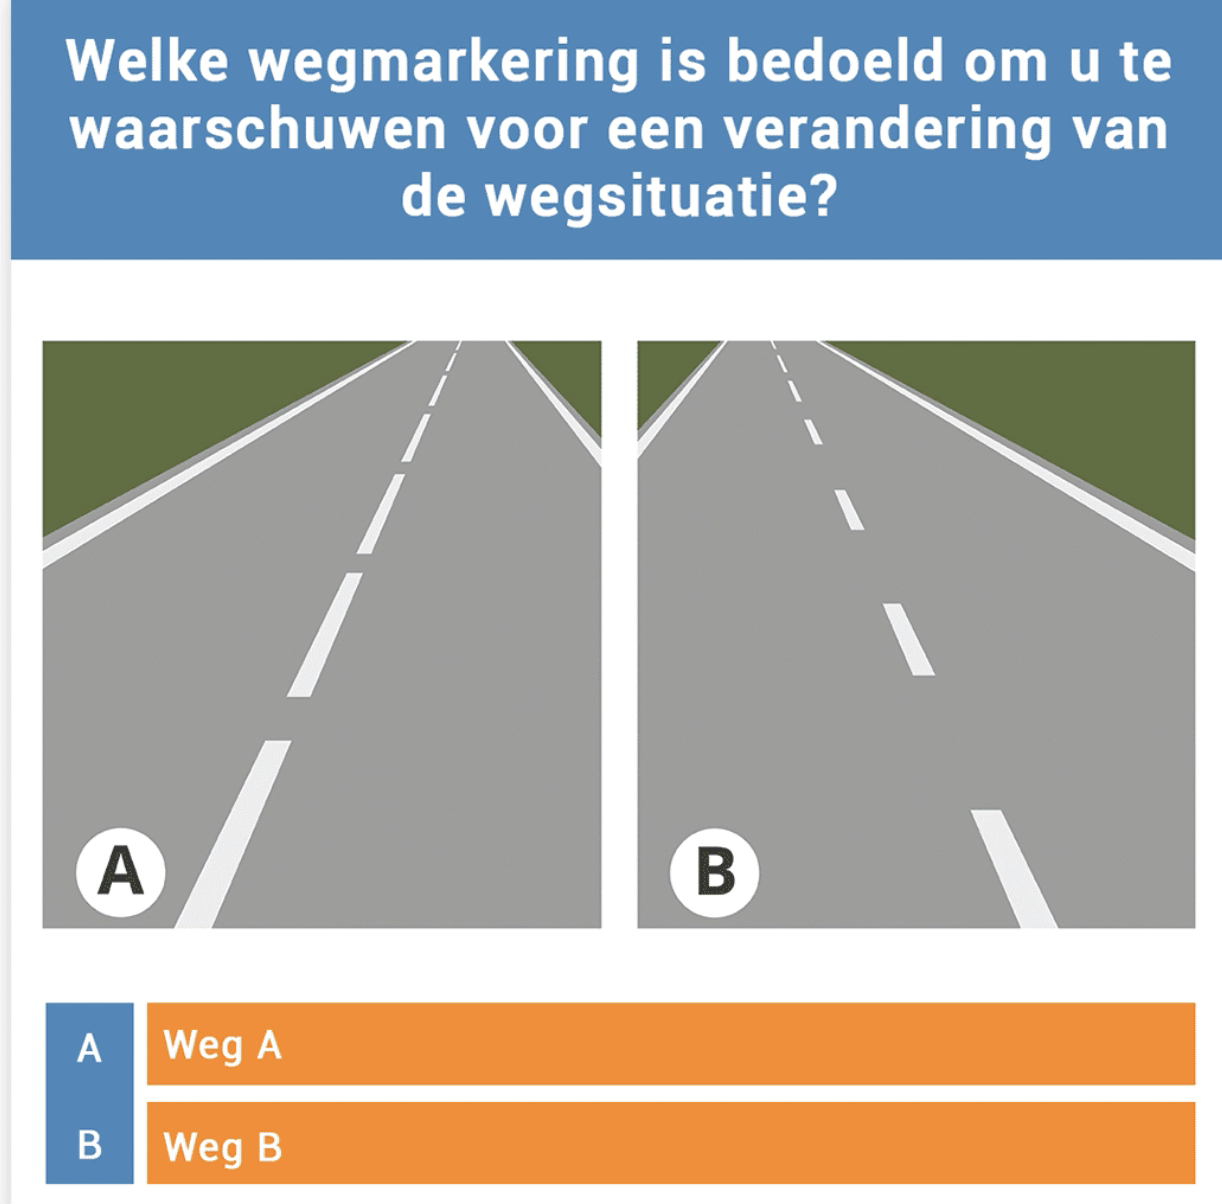 Welke wegmarkering is bedoeld om u te
waarschuwen voor een verandering van
de wegsituatie?
A
B
A
Weg A
B
Weg B